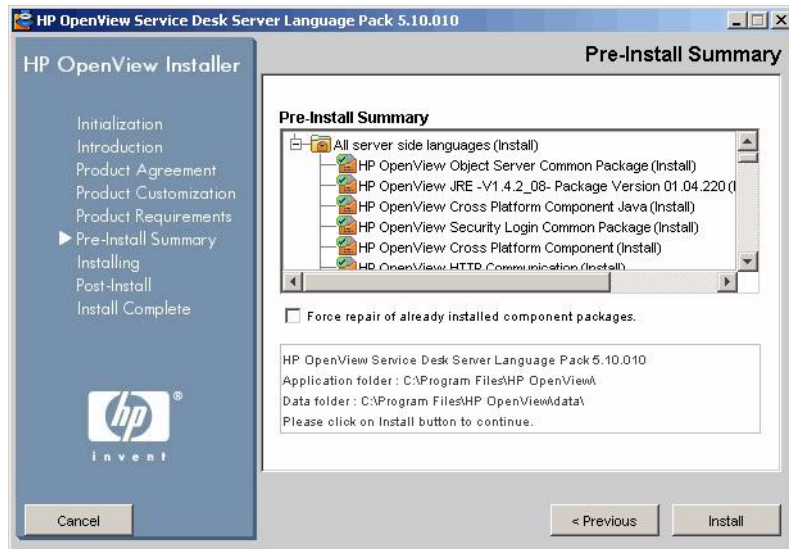 HP OpenView Service Desk Server Language Pack 5.10.010
HP OpenView Installer
Initialization
Introduction
Product Agreement
Product Customization
Product Requirements
Pre-Install Summary
Installing
Post-Install
Install Complete
hp
®
invent
Cancel
Pre-Install Summary
Pre-Install Summary
All server side languages (Install)
HP OpenView Object Server Common Package (Install)
HP OpenView JRE -V1.4.2_08- Package Version 01.04.220 (I
HP OpenView Cross Platform Component Java (Install)
HP OpenView Security Login Common Package (Install)
HP OpenView Cross Platform Component (Install)
HP OpenView HTTP Communication (Install)
Force repair of already installed component packages.
HP OpenView Service Desk Server Language Pack 5.10.010
Application folder : C:\Program Files\HP OpenView\
Data folder : C:\Program Files\HP OpenView\data\
Please click on Install button to continue.
< Previous
Install